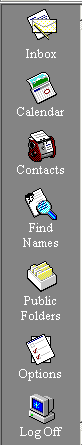 Inbox
Calendar
Contacts
Find
Names
Public
Folders
Options
Log Off